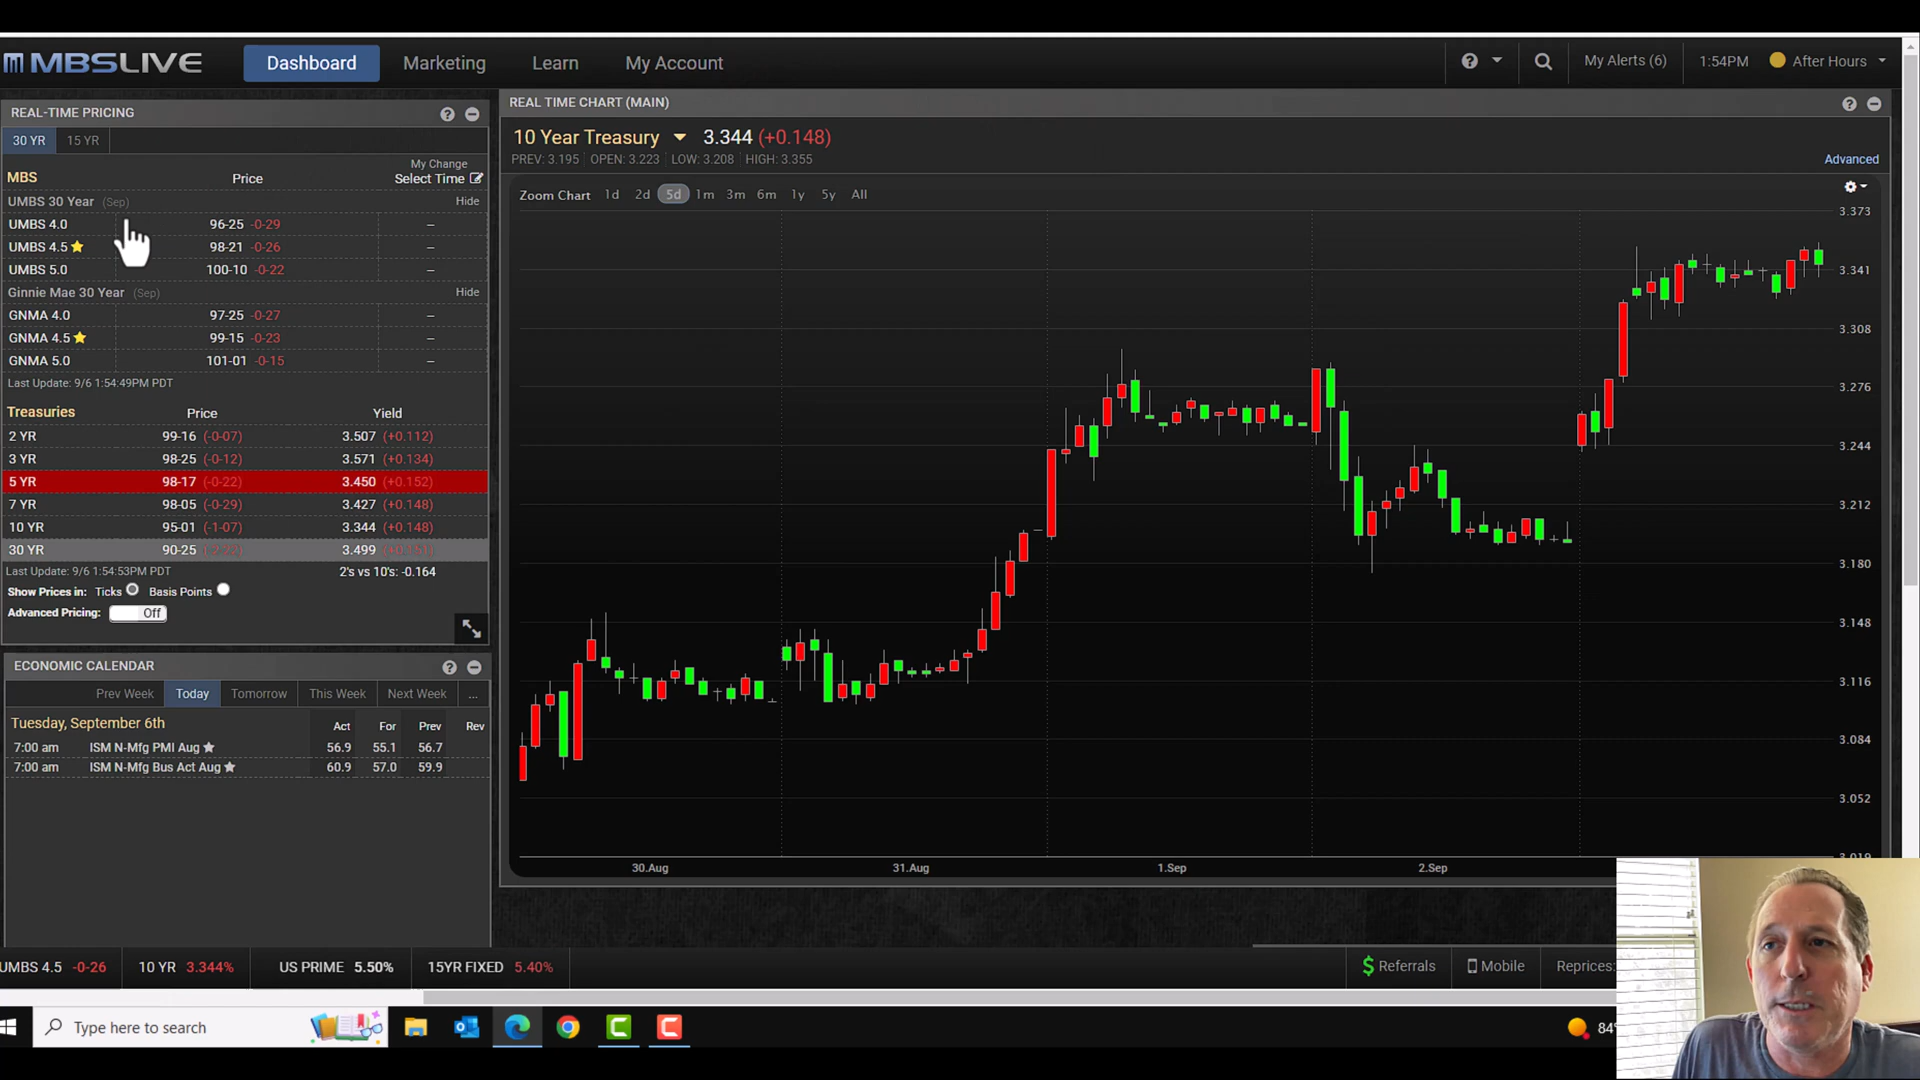 MBSLIVE Dashboard Marketing Learn My Account ? My Alerts (6) 1:54PM After Hours
REAL-TIME PRICING ?
30 YR 15 YR
My Change
MBS Price Select Time
UMBS 30 Year (Sep) Hide
UMBS 4.0 96-25 -0-29 –
UMBS 4.5 98-21 -0-26 –
UMBS 5.0 100-10 -0-22 –
Ginnie Mae 30 Year (Sep) Hide
GNMA 4.0 97-25 -0-27 –
GNMA 4.5 99-15 -0-23 –
GNMA 5.0 101-01 -0-15 –
Last Update: 9/6 1:54:49PM PDT
Treasuries Price Yield
2 YR 99-16 (-0-07) 3.507 (+0.112)
3 YR 98-25 (-0-12) 3.571 (+0.134)
5 YR 98-17 (-0-22) 3.450 (+0.152)
7 YR 98-05 (-0-29) 3.427 (+0.148)
10 YR 95-01 (-1-07) 3.344 (+0.148)
30 YR 90-25 3.499
Last Update: 9/6 1:54:53PM PDT 2's vs 10's: -0.164
Show Prices in: Ticks Basis Points
Advanced Pricing: Off
ECONOMIC CALENDAR ?
Prev Week Today Tomorrow This Week Next Week ...
Tuesday, September 6th Act For Prev Rev
7:00 am ISM N-Mfg PMI Aug 56.9 55.1 56.7
7:00 am ISM N-Mfg Bus Act Aug 60.9 57.0 59.9
REAL TIME CHART (MAIN) ?
10 Year Treasury 3.344 (+0.148)
PREV: 3.195 OPEN: 3.223 LOW: 3.208 HIGH: 3.355
Advanced
Zoom Chart 1d 2d 5d 1m 3m 6m 1y 5y All
3.373
3.341
3.308
3.276
3.244
3.212
3.180
3.148
3.116
3.084
3.052
30.Aug 31.Aug 1.Sep 2.Sep
UMBS 4.5 -0-26 10 YR 3.344% US PRIME 5.50% 15YR FIXED 5.40% $ Referrals Mobile Reprices:
Type here to search